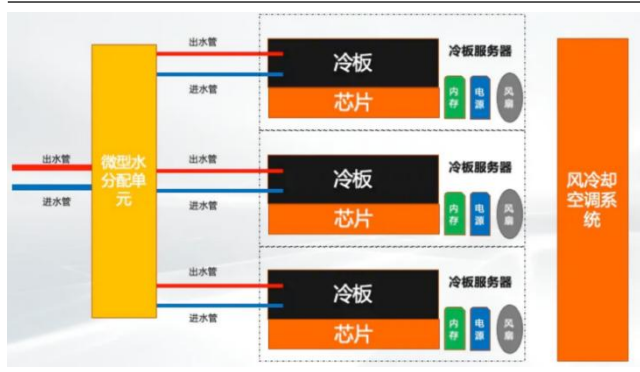 出水管
进水管
微型水
分配单
元
出水管
进水管
冷板
芯片
冷板服务器
内
存
电
源
风
扇
出水管
进水管
冷板
芯片
冷板服务器
内
存
电
源
风
扇
出水管
进水管
冷板
芯片
冷板服务器
内
存
电
源
风
扇
风冷却
空调系
统